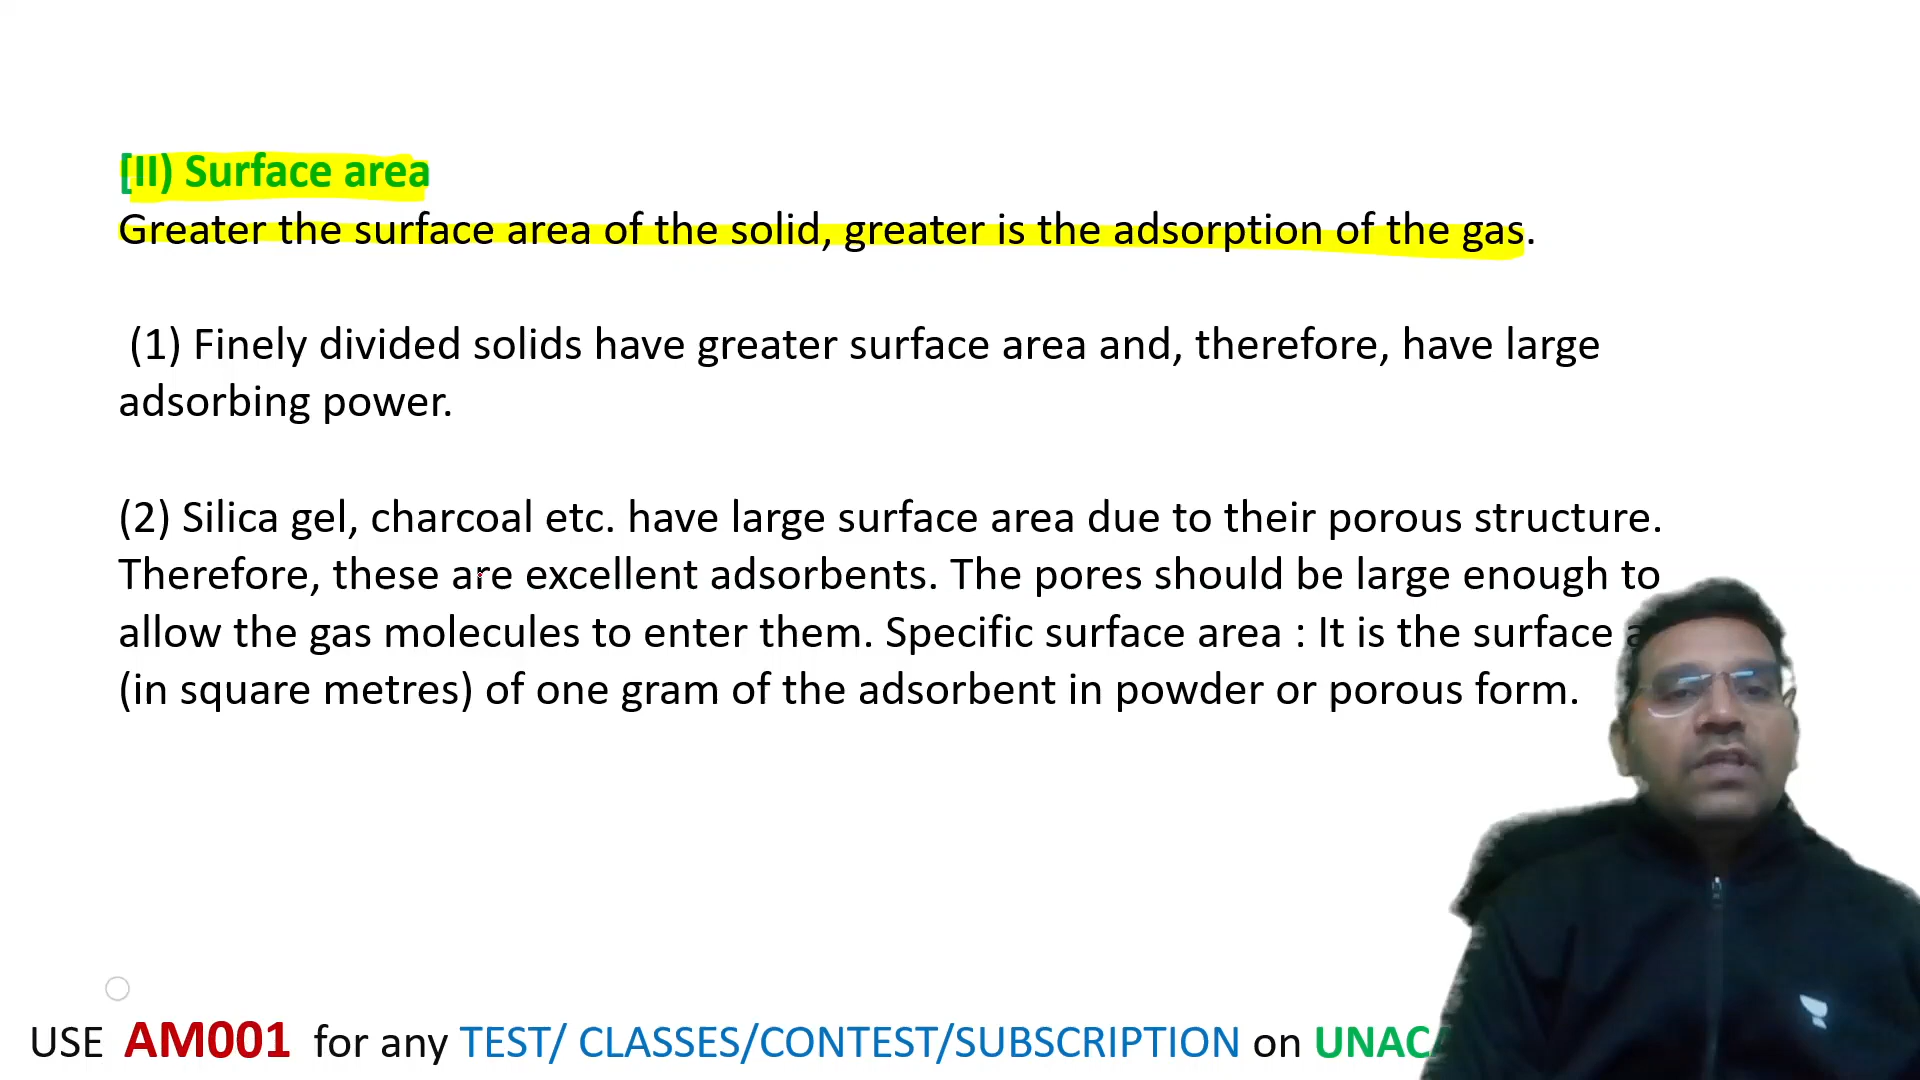 [II) Surface area
Greater the surface area of the solid, greater is the adsorption of the gas.
(1) Finely divided solids have greater surface area and, therefore, have large
adsorbing power.
(2) Silica gel, charcoal etc. have large surface area due to their porous structure.
Therefore, these are excellent adsorbents. The pores should be large enough to
allow the gas molecules to enter them. Specific surface area : It is the surface
(in square metres) of one gram of the adsorbent in powder or porous form.
USE AM001 for any TEST/ CLASSES/CONTEST/SUBSCRIPTION on